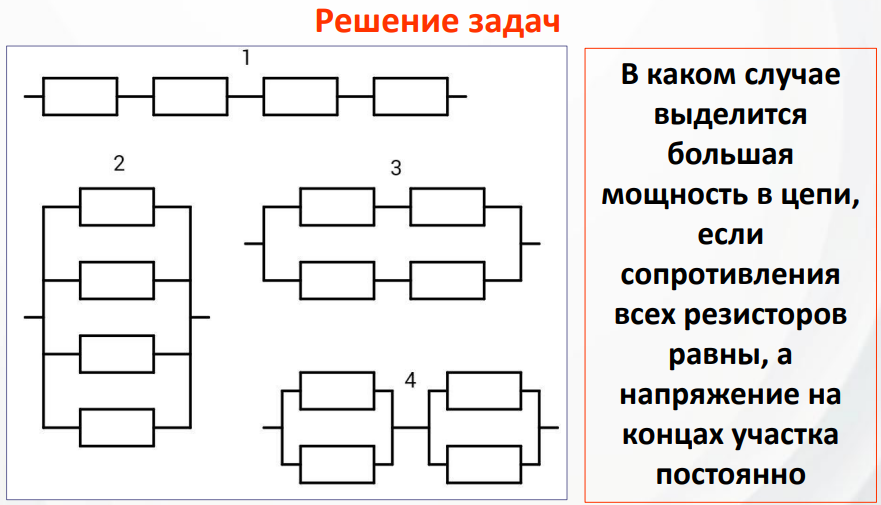 Решение задач
1
2
3
4
В каком случае
выделится
большая
мощность в цепи,
если
сопротивления
всех резисторов
равны, а
напряжение на
концах участка
постоянно